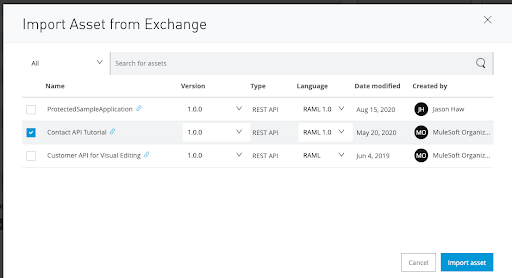 Import Asset from Exchange
All
Search for assets
Name Version Type Language Date modified Created by
ProtectedSampleApplication 1.0.0 REST API RAML 1.0 Aug 15, 2020 JH Jason Haw
Contact API Tutorial 1.0.0 REST API RAML 1.0 May 20, 2020 MO MuleSoft Organiz...
Customer API for Visual Editing 1.0.0 REST API RAML Jun 4, 2019 MO MuleSoft Organiz...
Cancel Import asset